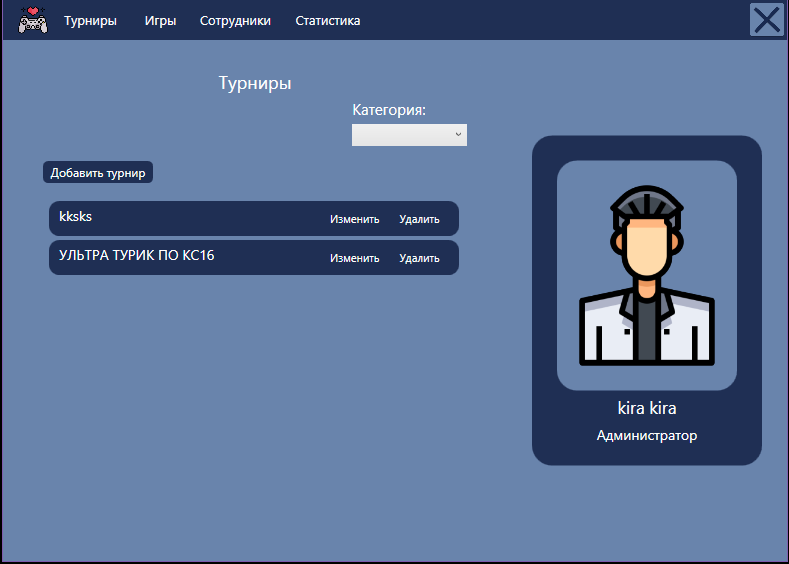 Турниры Игры Сотрудники Статистика
Турниры
Категория:
Добавить турнир
kksks Изменить Удалить
УЛЬТРА ТУРИК ПО КС16 Изменить Удалить
kira kira
Администратор